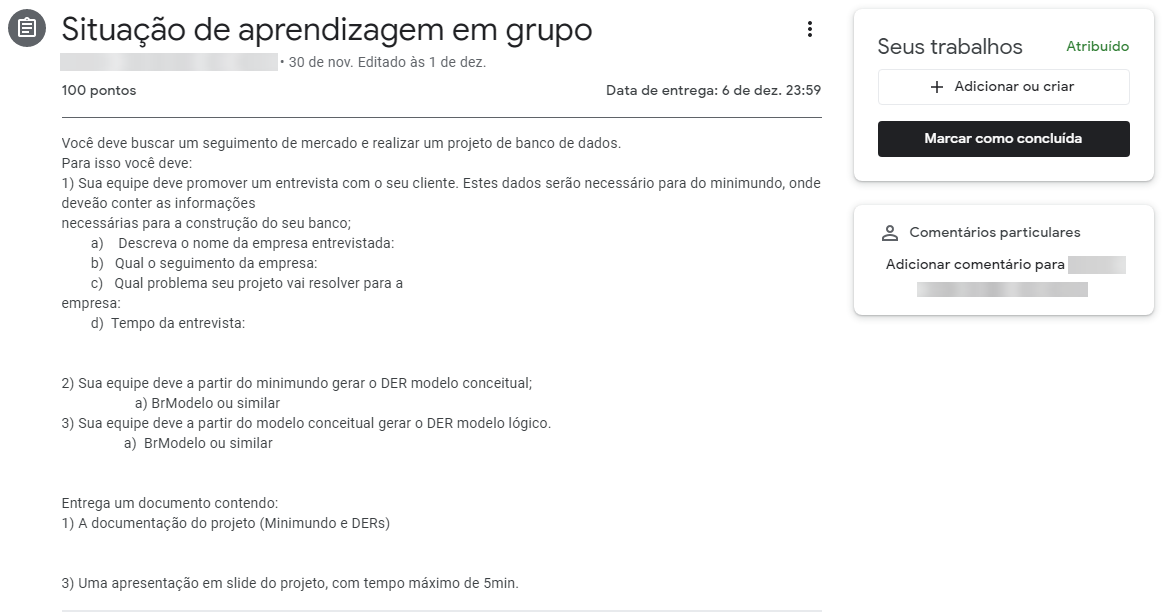 Situação de aprendizagem em grupo
• 30 de nov. Editado às 1 de dez.
100 pontos
Data de entrega: 6 de dez. 23:59
Você deve buscar um seguimento de mercado e realizar um projeto de banco de dados.
Para isso você deve:
1) Sua equipe deve promover um entrevista com o seu cliente. Estes dados serão necessário para do minimundo, onde
deveão conter as informações
necessárias para a construção do seu banco;
a) Descreva o nome da empresa entrevistada:
b) Qual o seguimento da empresa:
c) Qual problema seu projeto vai resolver para a
empresa:
d) Tempo da entrevista:
2) Sua equipe deve a partir do minimundo gerar o DER modelo conceitual;
a) BrModelo ou similar
3) Sua equipe deve a partir do modelo conceitual gerar o DER modelo lógico.
a) BrModelo ou similar
Entrega um documento contendo:
1) A documentação do projeto (Minimundo e DERs)
3) Uma apresentação em slide do projeto, com tempo máximo de 5min.
Seus trabalhos
Atribuído
+ Adicionar ou criar
Marcar como concluída
Comentários particulares
Adicionar comentário para